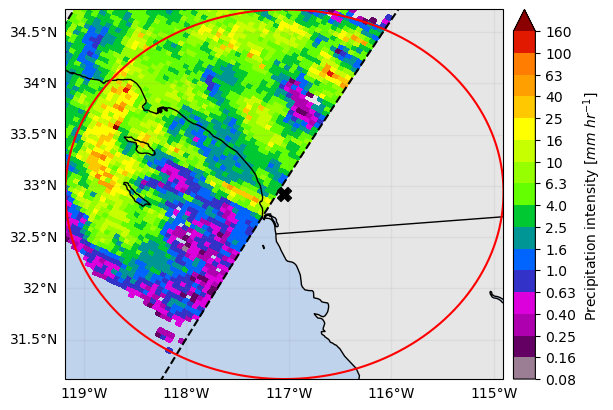 34.5°N
34°N
33.5°N
33°N
32.5°N
32°N
31.5°N
119°W 118°W 117°W 116°W 115°W
160
100
63
40
25
16
10
6.3
4.0
2.5
1.6
1.0
0.63
0.40
0.25
0.16
0.08
Precipitation intensity [mm hr⁻¹]